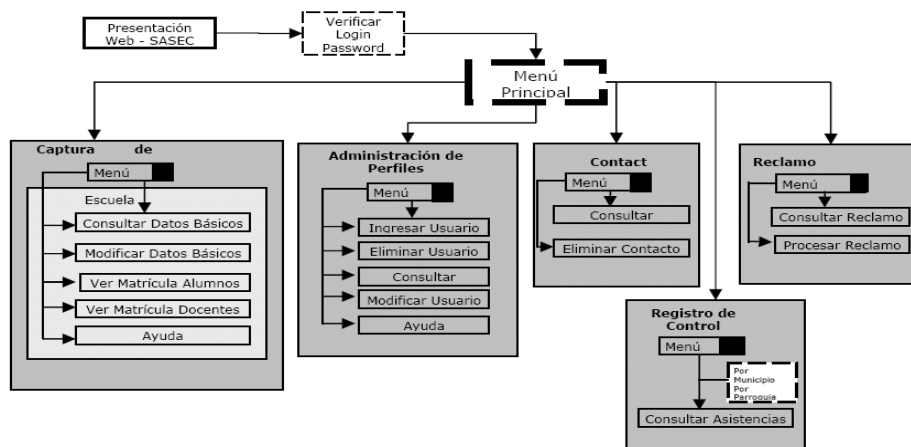 Presentación
Web - SASEC
Verificar
Login
Password
Menú
Principal
Captura de
Menú
Escuela
Consultar Datos Básicos
Modificar Datos Básicos
Ver Matrícula Alumnos
Ver Matrícula Docentes
Ayuda
Administración de
Perfiles
Menú
Ingresar Usuario
Eliminar Usuario
Consultar
Modificar Usuario
Ayuda
Contact
Menú
Consultar
Eliminar Contacto
Reclamo
Menú
Consultar Reclamo
Procesar Reclamo
Registro de
Control
Menú
Por
Municipio
Por
Parroquia
Consultar Asistencias